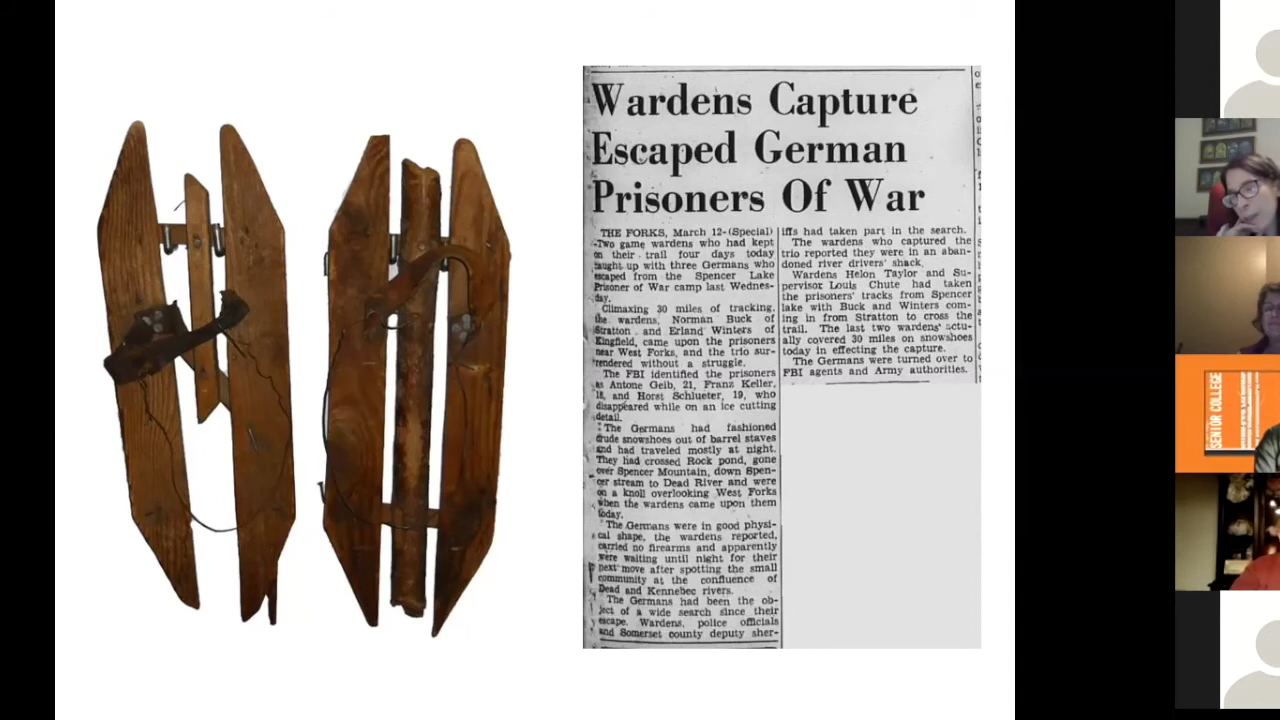 Wardens Capture
Escaped German
Prisoners Of War
THE FORKS, March 12-(Special)
Two game wardens who had kept
on their trail four days today
caught up with three Germans who
escaped from the Spencer Lake
Prisoner of War camp last Wednes-
day.
Climaxing 30 miles of tracking,
the wardens, Norman Buck of
Stratton and Erland Winters of
Kingfield, came upon the prisoners
near West Forks, and the trio sur-
rendered without a struggle.
The FBI identified the prisoners
as Antone Geib, 21, Franz Keller,
18, and Horst Schlueter, 19, who
disappeared while on an ice cutting
detail.
The Germans had fashioned
crude snowshoes out of barrel staves
and had traveled mostly at night.
They had crossed Rock pond, gone
over Spencer Mountain, down Spen-
cer stream to Dead River and were
on a knoll overlooking West Forks
when the wardens came upon them
today.
The Germans were in good physi-
cal shape, the wardens reported,
carried no firearms and apparently
were waiting until night for their
next move after spotting the small
community at the confluence of
Dead and Kennebec rivers.
The Germans had been the ob-
ject of a wide search since their
escape. Wardens, police officials
and Somerset county deputy sher-
iffs had taken part in the search.
The wardens who captured the
trio reported they were in an aban-
doned river drivers' shack.
Wardens Helon Taylor and Su-
pervisor Louis Chute had taken
the prisoners' tracks from Spencer
lake with Buck and Winters com-
ing in from Stratton to cross the
trail. The last two wardens actu-
ally covered 30 miles on snowshoes
today in effecting the capture.
The Germans were turned over to
FBI agents and Army authorities.
SENIOR COLLEGE